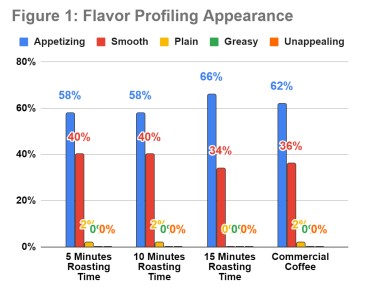 Figure 1: Flavor Profiling Appearance
Appetizing Smooth Plain Greasy Unappealing
80%
60%
40%
20%
0%
58% 40% 2% 0% 0%
58% 40% 2% 0% 0%
66% 34% 0% 0% 0%
62% 36% 2% 0% 0%
5 Minutes Roasting Time
10 Minutes Roasting Time
15 Minutes Roasting Time
Commercial Coffee